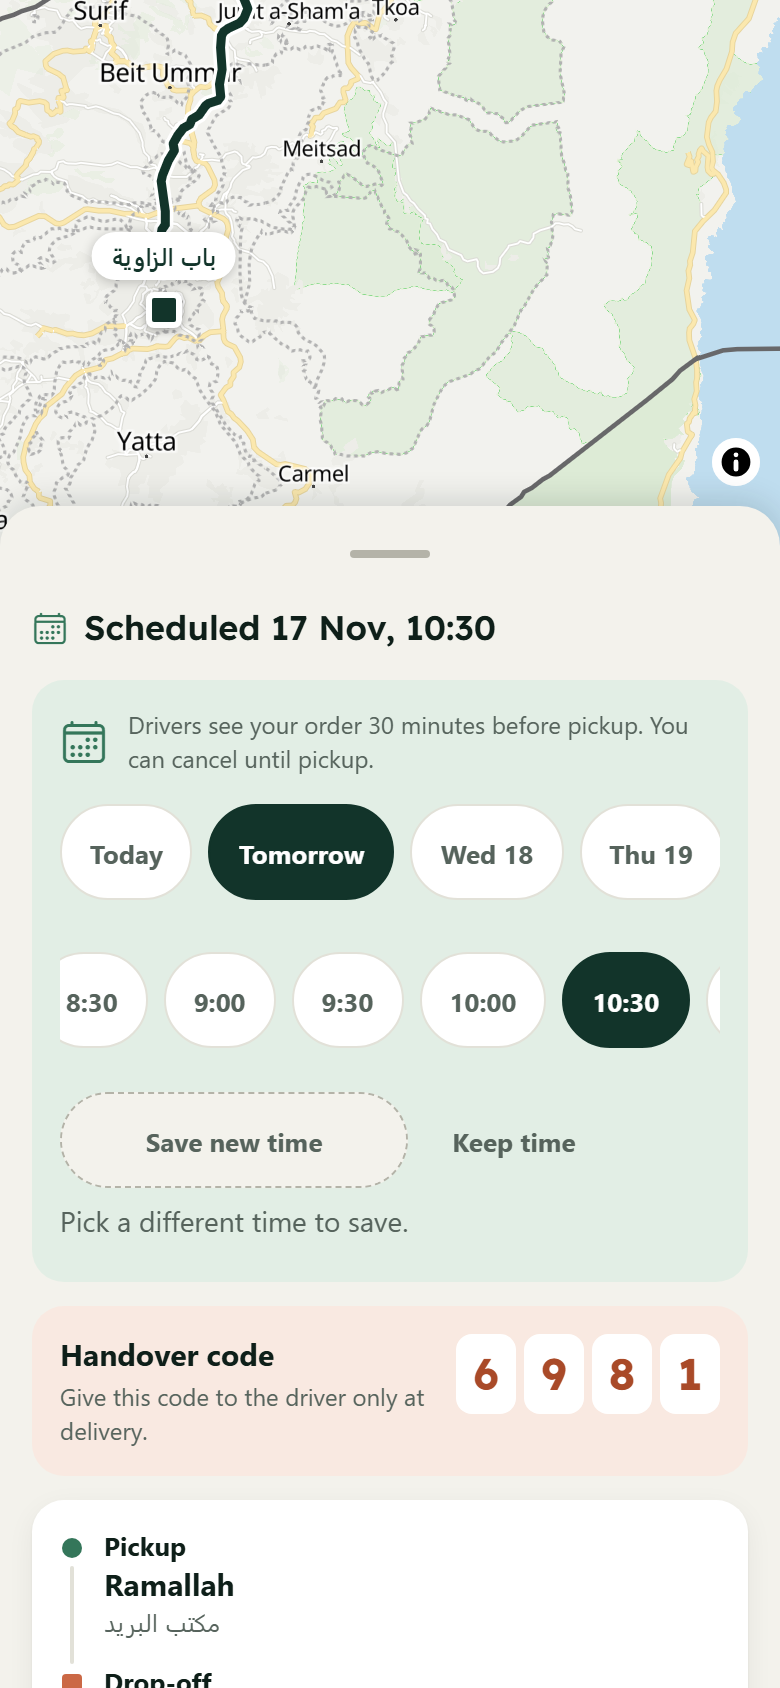 Surif
Tkoa
Meitsad
باب الزاوية
Yatta
Carmel
Scheduled 17 Nov, 10:30
Drivers see your order 30 minutes before pickup. You
can cancel until pickup.
Today
Tomorrow
Wed 18
Thu 19
8:30
9:00
9:30
10:00
10:30
Save new time
Keep time
Pick a different time to save.
Handover code
6 9 8 1
Give this code to the driver only at
delivery.
Pickup
Ramallah
مكتب البريد
Drop-off